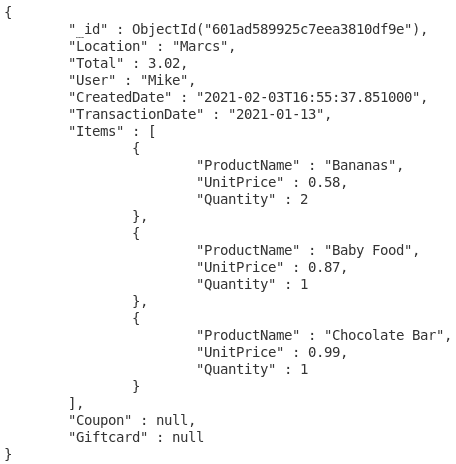 {
"_id" : ObjectId("601ad589925c7eea3810df9e"),
"Location" : "Marcs",
"Total" : 3.02,
"User" : "Mike",
"CreatedDate" : "2021-02-03T16:55:37.851000",
"TransactionDate" : "2021-01-13",
"Items" : [
{
"ProductName" : "Bananas",
"UnitPrice" : 0.58,
"Quantity" : 2
},
{
"ProductName" : "Baby Food",
"UnitPrice" : 0.87,
"Quantity" : 1
},
{
"ProductName" : "Chocolate Bar",
"UnitPrice" : 0.99,
"Quantity" : 1
}
],
"Coupon" : null,
"Giftcard" : null
}